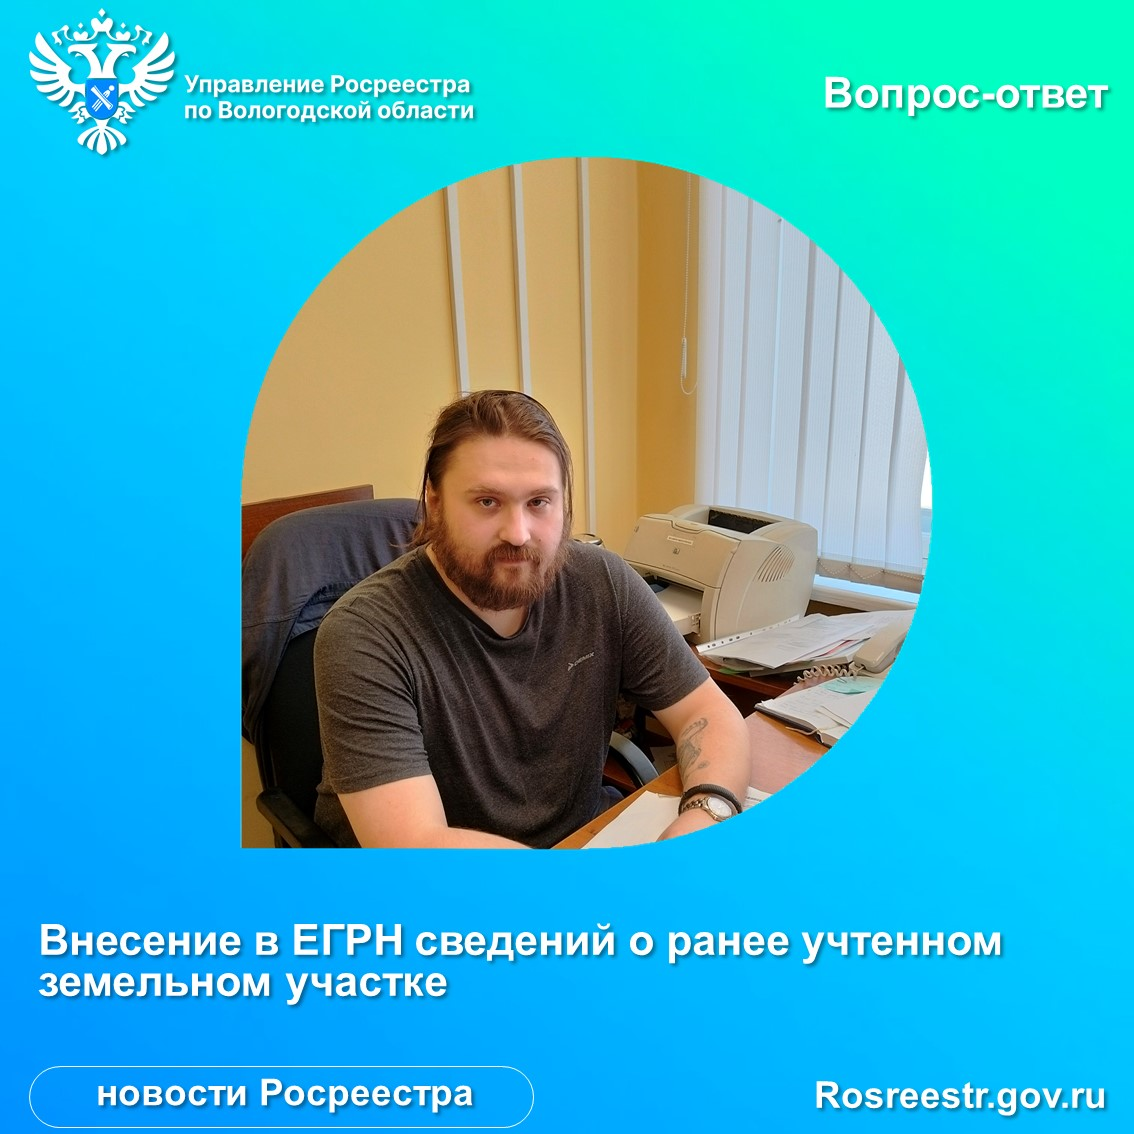 Управление Росреестра
по Вологодской области
Вопрос-ответ
DEMIX
Внесение в ЕГРН сведений о ранее учтенном
земельном участке
новости Росреестра
Rosreestr.gov.ru